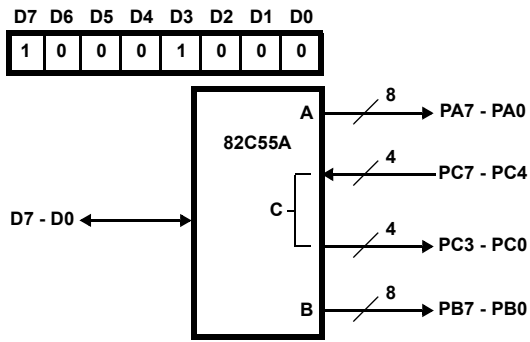 D7 D6 D5 D4 D3 D2 D1 D0
1 0 0 0 1 0 0 0
A 8 PA7 - PA0
82C55A
4 PC7 - PC4
C
D7 - D0
4 PC3 - PC0
B 8 PB7 - PB0